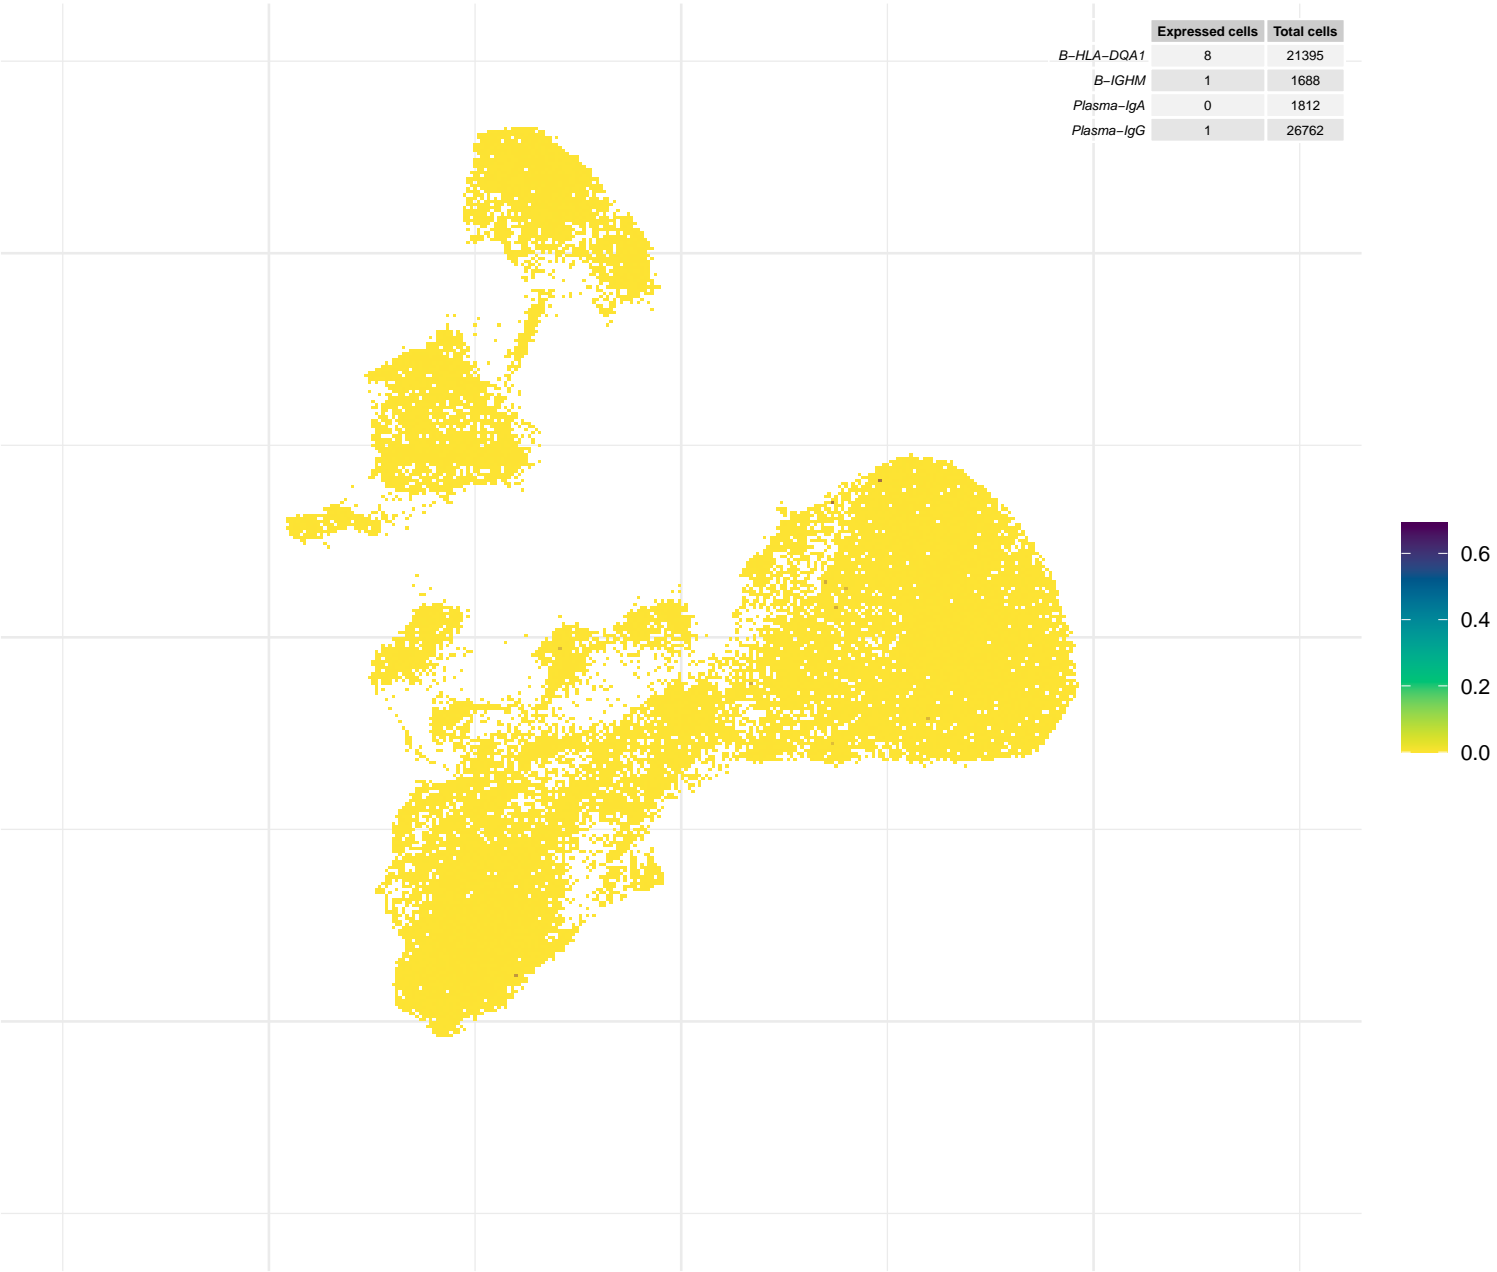 Expressed cells Total cells
B−HLA−DQA1 8 21395
B−IGHM 1 1688
Plasma−IgA 0 1812
Plasma−IgG 1 26762
0.6
0.4
0.2
0.0